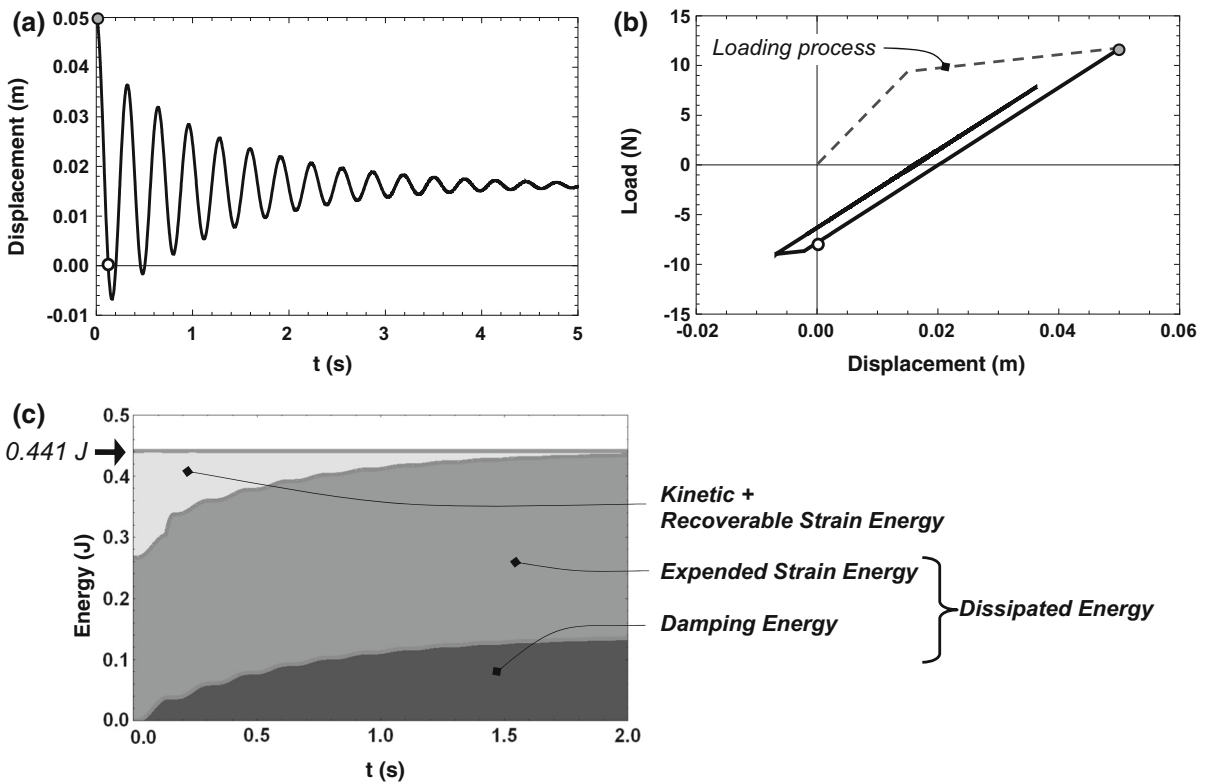 (a)
0.05
0.04
0.03
0.02
0.01
0.00
-0.01
Displacement (m)
0
1
2
3
4
5
t (s)
(b)
15
10
5
0
-5
-10
-15
Load (N)
Loading process
-0.02
0.00
0.02
0.04
0.06
Displacement (m)
(c)
0.5
0.4
0.3
0.2
0.1
0.0
0.441 J
Energy (J)
0.0
0.5
1.0
1.5
2.0
t (s)
Kinetic +
Recoverable Strain Energy
Expended Strain Energy
Damping Energy
Dissipated Energy